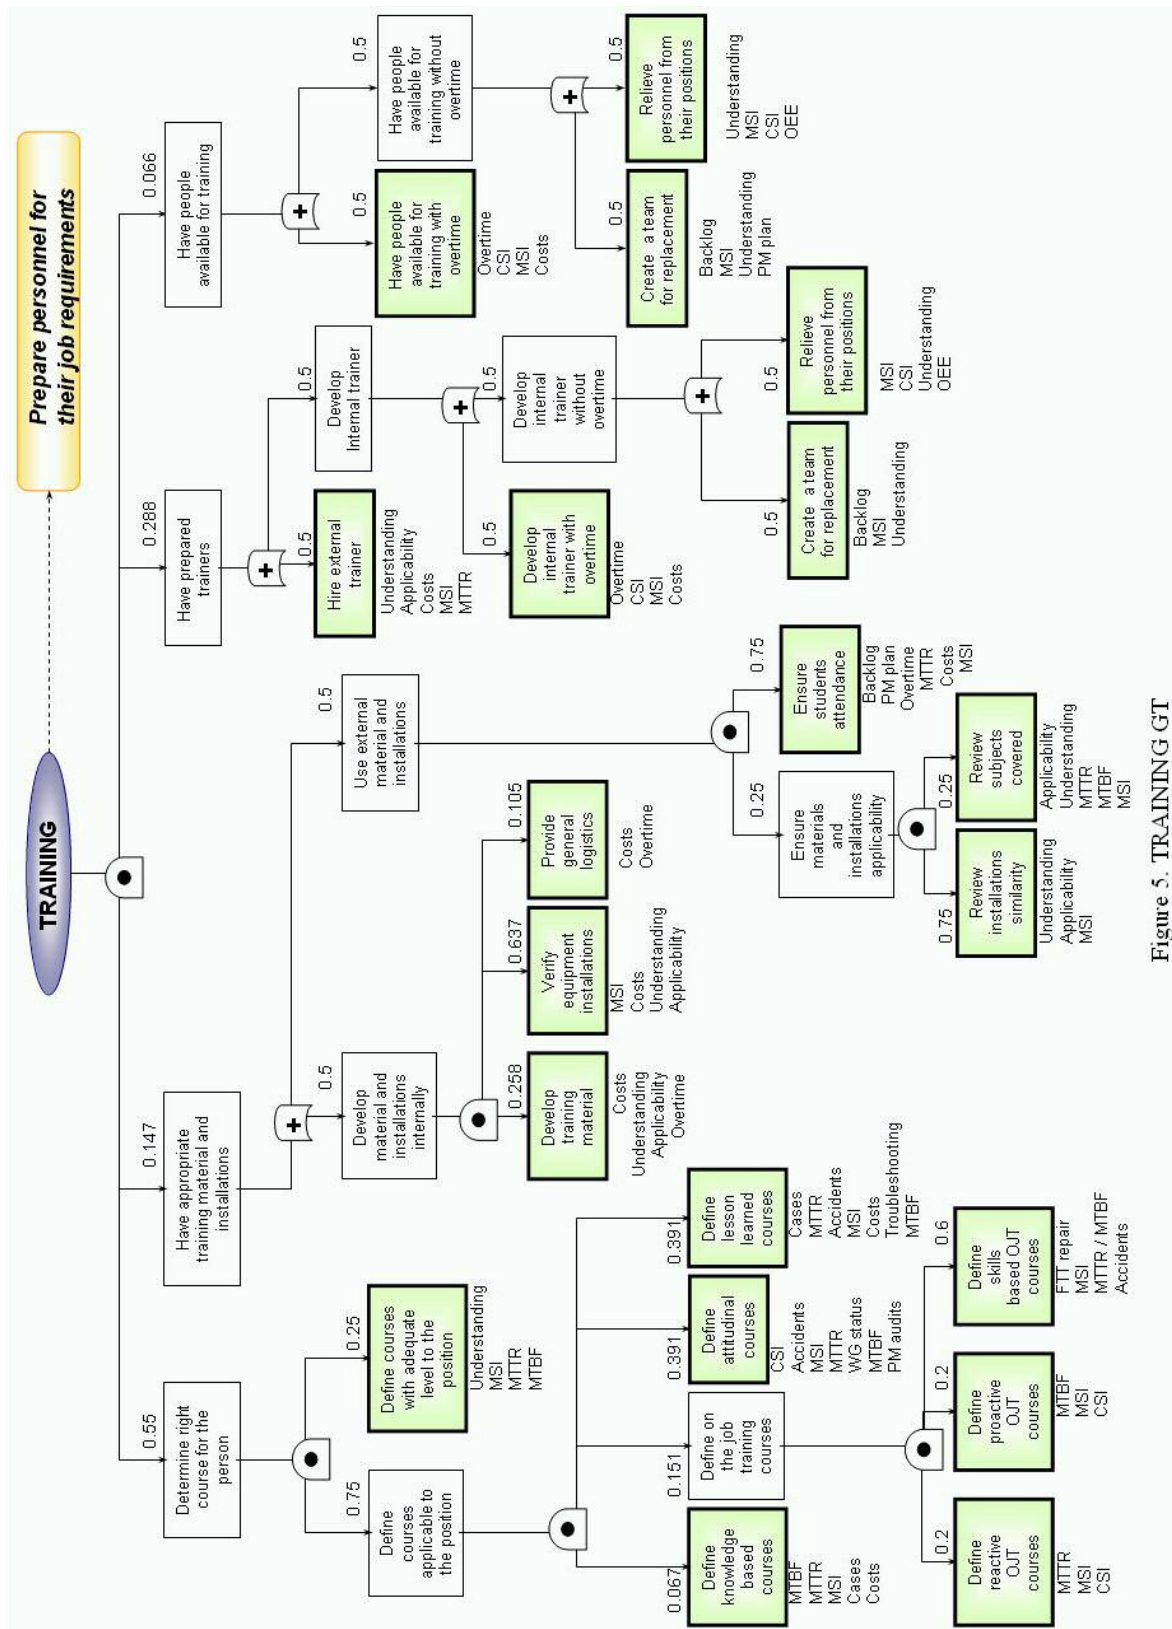 Prepare personnel for
their job requirements
TRAINING
0.55
Determine right
course for the
person
0.147
Have appropriate
training material and
installations
0.288
Have prepared
trainers
0.066
Have people
available for training
0.75
Define
courses
applicable to
the position
0.25
Define courses
with adequate
level to the
position
Understanding
MSI
MTTR
MTBF
0.067
Define
knowledge
based
courses
MTBF
MTTR
MSI
Cases
Costs
0.151
Define on
the job
training
courses
0.391
Define
attitudinal
courses
CSI
Accidents
MSI
MTTR
WG status
MTBF
PM audits
0.391
Define
lesson
learned
courses
Cases
MTTR
Accidents
MSI
Costs
Troubleshooting
MTBF
0.2
Define
reactive
OJT
courses
MTTR
MSI
CSI
0.2
Define
proactive
OJT
courses
MTBF
MSI
CSI
0.6
Define
skills
based OJT
courses
FTT repair
MSI
MTTR / MTBF
Accidents
0.5
Develop
material and
installations
internally
0.5
Use external
material and
installations
0.258
Develop
training
material
Costs
Understanding
Applicability
Overtime
0.637
Verify
equipment
installations
MSI
Costs
Understanding
Applicability
0.105
Provide
general
logistics
Costs
Overtime
0.25
Ensure
materials
and
installations
applicability
0.75
Ensure
students
attendance
Backlog
PM plan
Overtime
MTTR
Costs
MSI
0.75
Review
installations
similarity
Understanding
Applicability
MSI
0.25
Review
subjects
covered
Applicability
Understanding
MTTR
MTBF
MSI
0.5
Hire external
trainer
Understanding
Applicability
Costs
MSI
MTTR
0.5
Develop
Internal trainer
0.5
Develop
internal
trainer with
overtime
Overtime
CSI
MSI
Costs
0.5
Develop
internal
trainer
without
overtime
0.5
Create a team
for replacement
Backlog
MSI
Understanding
0.5
Relieve
personnel from
their positions
MSI
CSI
Understanding
OEE
0.5
Have people
available for
training with
overtime
Overtime
CSI
MSI
Costs
0.5
Have people
available for
training without
overtime
0.5
Create a team
for replacement
Backlog
MSI
Understanding
PM plan
0.5
Relieve
personnel from
their positions
Understanding
MSI
CSI
OEE
Figure 5. TRAINING GT